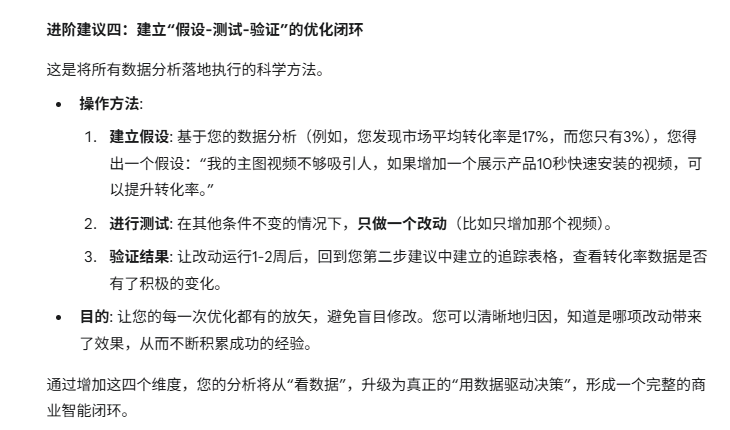 进阶建议四：建立“假设-测试-验证”的优化闭环
这是将所有数据分析落地执行的科学方法。
• 操作方法:
1. 建立假设: 基于您的数据分析（例如，您发现市场平均转化率是17%，而您只有3%），您得
出一个假设：“我的主图视频不够吸引人，如果增加一个展示产品10秒快速安装的视频，可
以提升转化率。”
2. 进行测试: 在其他条件不变的情况下，只做一个改动（比如只增加那个视频）。
3. 验证结果: 让改动运行1-2周后，回到您第二步建议中建立的追踪表格，查看转化率数据是否
有了积极的变化。
• 目的: 让您的每一次优化都有的放矢，避免盲目修改。您可以清晰地归因，知道是哪项改动带来
了效果，从而不断积累成功的经验。
通过增加这四个维度，您的分析将从“看数据”，升级为真正的“用数据驱动决策”，形成一个完整的商
业智能闭环。